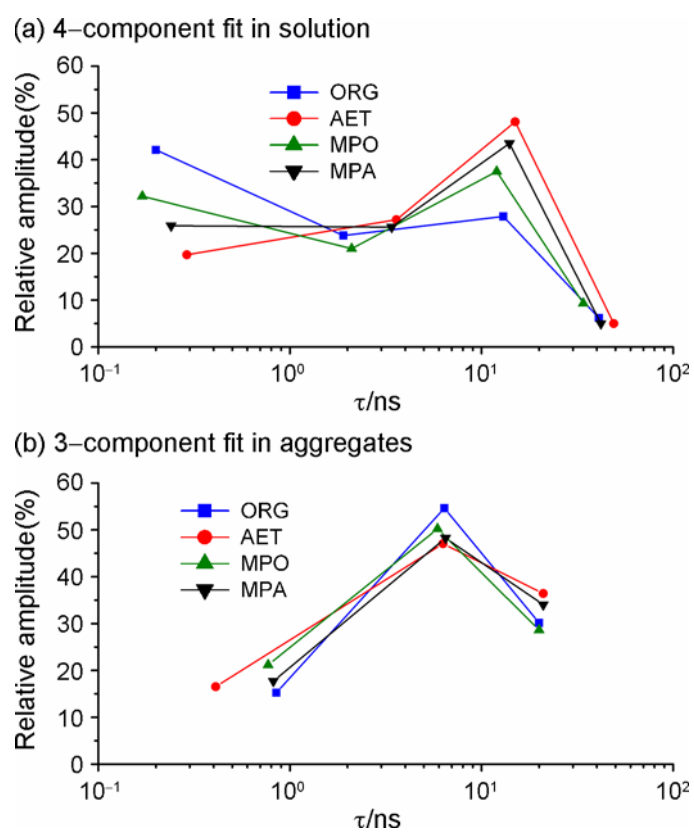 (a) 4–component fit in solution
60
50
40
30
20
10
0
Relative amplitude(%)
ORG
AET
MPO
MPA
10⁻¹ 10⁰ 10¹ 10²
τ/ns
(b) 3–component fit in aggregates
60
50
40
30
20
10
0
Relative amplitude(%)
ORG
AET
MPO
MPA
10⁻¹ 10⁰ 10¹ 10²
τ/ns